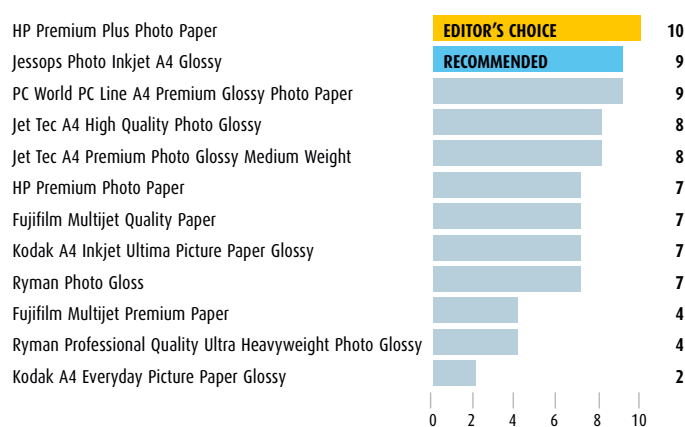 HP Premium Plus Photo Paper EDITOR'S CHOICE 10
Jessops Photo Inkjet A4 Glossy RECOMMENDED 9
PC World PC Line A4 Premium Glossy Photo Paper 9
Jet Tec A4 High Quality Photo Glossy 8
Jet Tec A4 Premium Photo Glossy Medium Weight 8
HP Premium Photo Paper 7
Fujifilm Multijet Quality Paper 7
Kodak A4 Inkjet Ultima Picture Paper Glossy 7
Ryman Photo Gloss 7
Fujifilm Multijet Premium Paper 4
Ryman Professional Quality Ultra Heavyweight Photo Glossy 4
Kodak A4 Everyday Picture Paper Glossy 2
0 2 4 6 8 10